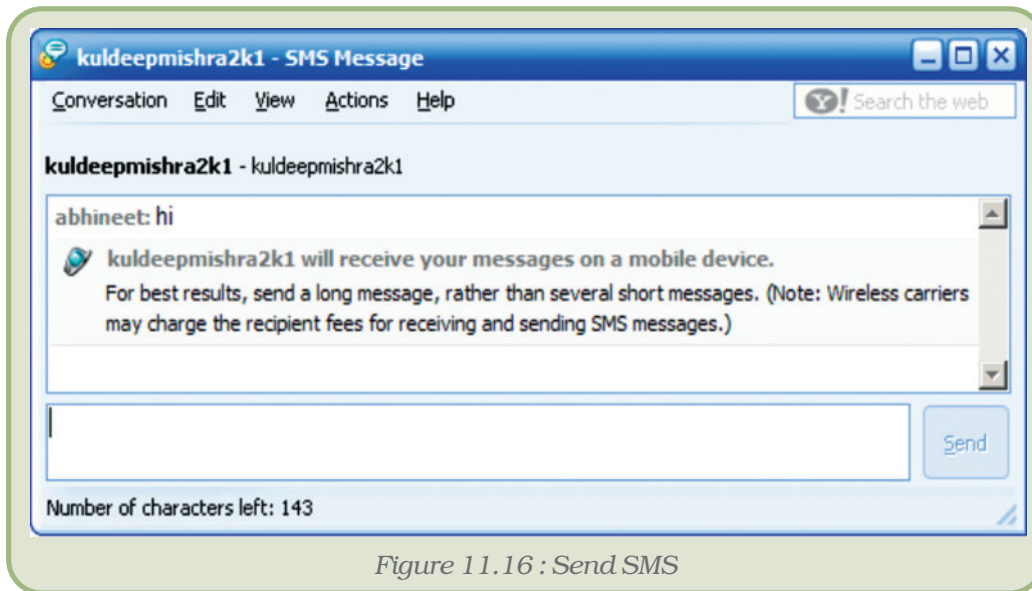 kuldeepmishra2k1 - SMS Message
Conversation Edit View Actions Help
Y! Search the web
kuldeepmishra2k1 - kuldeepmishra2k1
abhineet: hi
kuldeepmishra2k1 will receive your messages on a mobile device.
For best results, send a long message, rather than several short messages. (Note: Wireless carriers
may charge the recipient fees for receiving and sending SMS messages.)
Send
Number of characters left: 143
Figure 11.16 : Send SMS